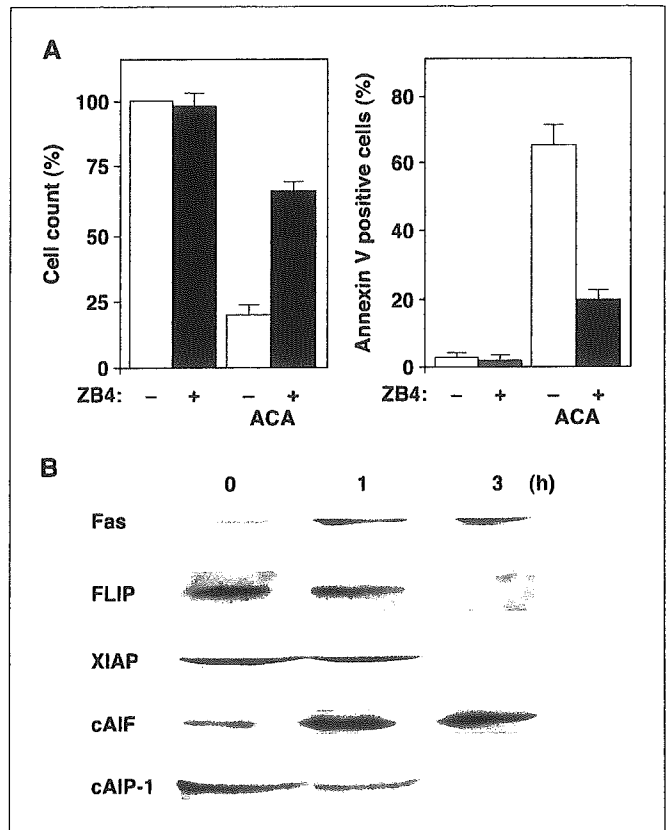 A
Cell count (%)
100
75
50
25
0
ZB4: – + – +
ACA
Annexin V positive cells (%)
80
60
40
20
0
ZB4: – + – +
ACA
B
0 1 3 (h)
Fas
FLIP
XIAP
cAIF
cAIP-1